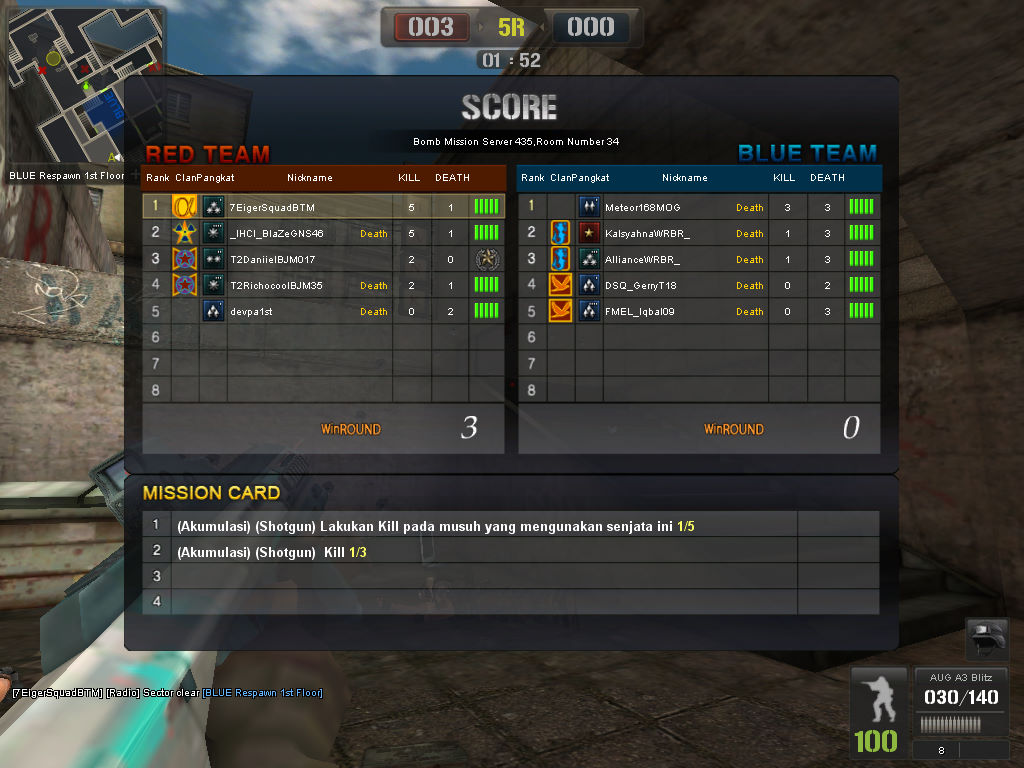 003 5R 000
01 : 52
SCORE
Bomb Mission Server 435,Room Number 34
RED TEAM
BLUE TEAM
BLUE Respawn 1st Floor
Rank ClanPangkat Nickname KILL DEATH
1 7EigerSquadBTM 5 1
2 _IHCI_BlaZeGNS46 Death 5 1
3 T2DaniielBJM017 2 0
4 T2RichocoolBJM35 Death 2 1
5 devpa1st Death 0 2
6
7
8
WinROUND 3
Rank ClanPangkat Nickname KILL DEATH
1 Meteor168MOG Death 3 3
2 KalsyahnaWRBR_ Death 1 3
3 AllianceWRBR_ Death 1 3
4 DSQ_GerryT18 Death 0 2
5 FMEL_Iqbal09 Death 0 3
6
7
8
WinROUND 0
MISSION CARD
1 (Akumulasi) (Shotgun) Lakukan Kill pada musuh yang mengunakan senjata ini 1/5
2 (Akumulasi) (Shotgun) Kill 1/3
3
4
[7EigerSquadBTM] [Radio] Sector clear [BLUE Respawn 1st Floor]
100
AUG A3 Blitz
030/140
8